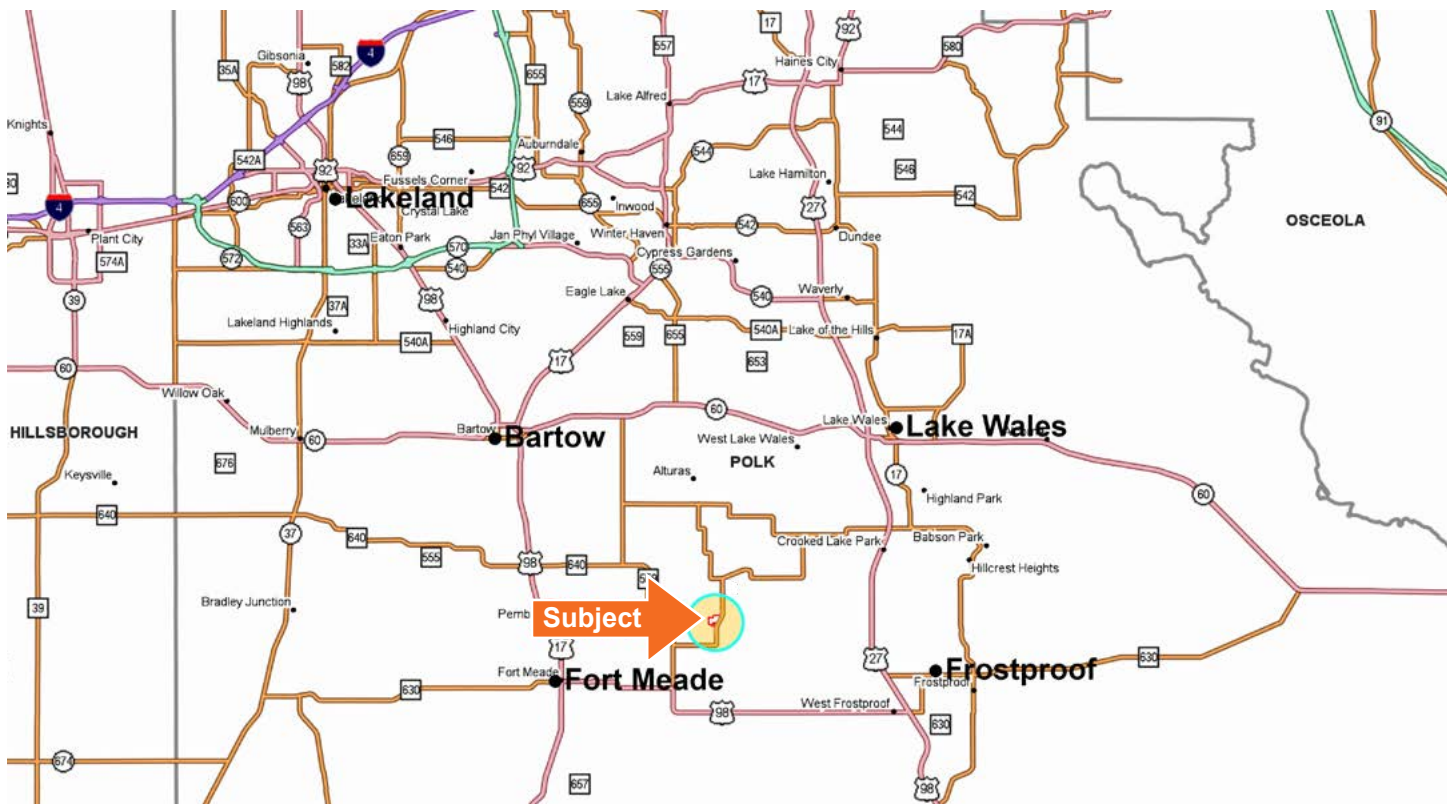 17
92
557
580
Gibsonia
4
582
35A
98
655
17
Haines City
559
Lake Alfred
91
Knights
544
546
Auburndale
542A
659
92
544
546
92
Fussels Corner
542
Lake Hamilton
542
4
600
Lakeland
655
Inwood
27
OSCEOLA
Crystal Lake
563
33A
Eaton Park
570
Jan Phyl Village
Winter Haven
542
Dundee
Plant City
574A
572
540
555
Cypress Gardens
39
98
Eagle Lake
540
Waverly
37A
Lakeland Highlands
Highland City
559
655
540A
Lake of the Hills
17A
540A
17
653
60
Willow Oak
60
HILLSBOROUGH
Mulberry
60
Bartow
Bartow
Lake Wales
Lake Wales
West Lake Wales
POLK
676
Keysville
Alturas
17
Highland Park
60
640
37
640
555
98
640
Crooked Lake Park
Babson Park
Hillcrest Heights
39
Bradley Junction
Subject
17
27
630
Fort Meade
Fort Meade
630
Frostproof
Frostproof
98
West Frostproof
630
674
657
98